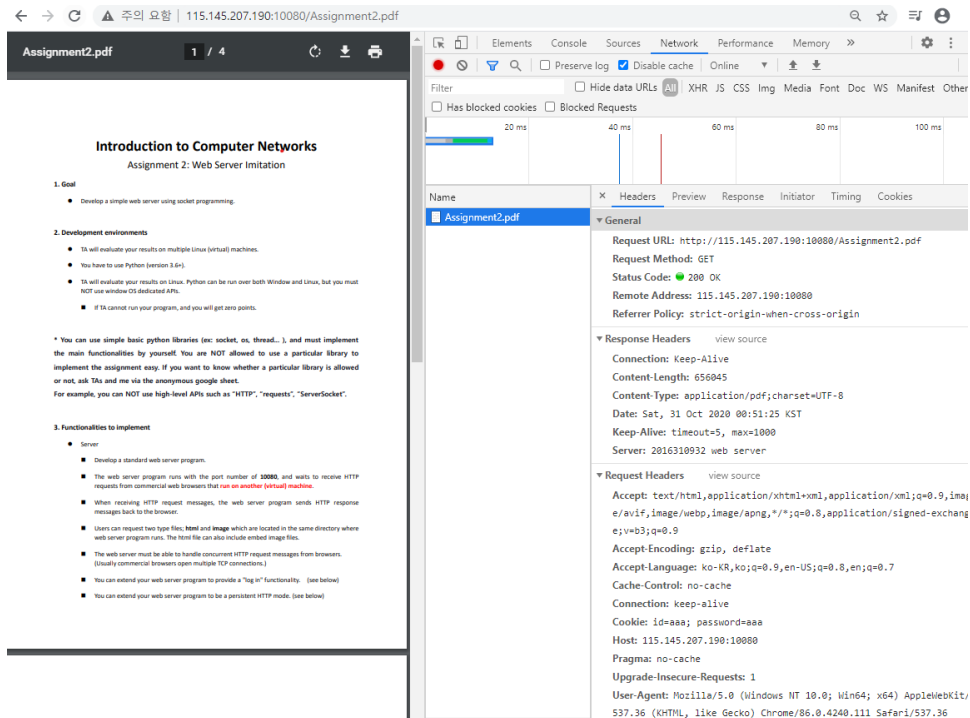 주의 요함 | 115.145.207.190:10080/Assignment2.pdf
Assignment2.pdf 1 / 4
Introduction to Computer Networks
Assignment 2: Web Server Imitation
1. Goal
● Develop a simple web server using socket programming.
2. Development environments
● TA will evaluate your results on multiple Linux (virtual) machines.
● You have to use Python (version 3.6+).
● TA will evaluate your results on Linux. Python can be run over both Window and Linux, but you must
NOT use window OS dedicated APIs.
■ If TA cannot run your program, and you will get zero points.
* You can use simple basic python libraries (ex: socket, os, thread... ), and must implement
the main functionalities by yourself. You are NOT allowed to use a particular library to
implement the assignment easy. If you want to know whether a particular library is allowed
or not, ask TAs and me via the anonymous google sheet.
For example, you can NOT use high-level APIs such as "HTTP", "requests", "ServerSocket".
3. Functionalities to implement
● Server
■ Develop a standard web server program.
■ The web server program runs with the port number of 10080, and waits to receive HTTP
requests from commercial web browsers that run on another (virtual) machine.
■ When receiving HTTP request messages, the web server program sends HTTP response
messages back to the browser.
■ Users can request two type files; html and image which are located in the same directory where
web server program runs. The html file can also include embed image files.
■ The web server must be able to handle concurrent HTTP request messages from browsers.
(Usually commercial browsers open multiple TCP connections.)
■ You can extend your web server program to provide a "log in" functionality. (see below)
■ You can extend your web server program to be a persistent HTTP mode. (see below)
Elements Console Sources Network Performance Memory »
Preserve log Disable cache Online
Filter Hide data URLs All XHR JS CSS Img Media Font Doc WS Manifest Other
Has blocked cookies Blocked Requests
20 ms 40 ms 60 ms 80 ms 100 ms
Name
Assignment2.pdf
× Headers Preview Response Initiator Timing Cookies
General
Request URL: http://115.145.207.190:10080/Assignment2.pdf
Request Method: GET
Status Code: 200 OK
Remote Address: 115.145.207.190:10080
Referrer Policy: strict-origin-when-cross-origin
Response Headers view source
Connection: Keep-Alive
Content-Length: 656045
Content-Type: application/pdf;charset=UTF-8
Date: Sat, 31 Oct 2020 00:51:25 KST
Keep-Alive: timeout=5, max=1000
Server: 2016310932 web server
Request Headers view source
Accept: text/html,application/xhtml+xml,application/xml;q=0.9,imag
e/avif,image/webp,image/apng,*/*;q=0.8,application/signed-exchang
e;v=b3;q=0.9
Accept-Encoding: gzip, deflate
Accept-Language: ko-KR,ko;q=0.9,en-US;q=0.8,en;q=0.7
Cache-Control: no-cache
Connection: keep-alive
Cookie: id=aaa; password=aaa
Host: 115.145.207.190:10080
Pragma: no-cache
Upgrade-Insecure-Requests: 1
User-Agent: Mozilla/5.0 (Windows NT 10.0; Win64; x64) AppleWebKit/
537.36 (KHTML, like Gecko) Chrome/86.0.4240.111 Safari/537.36